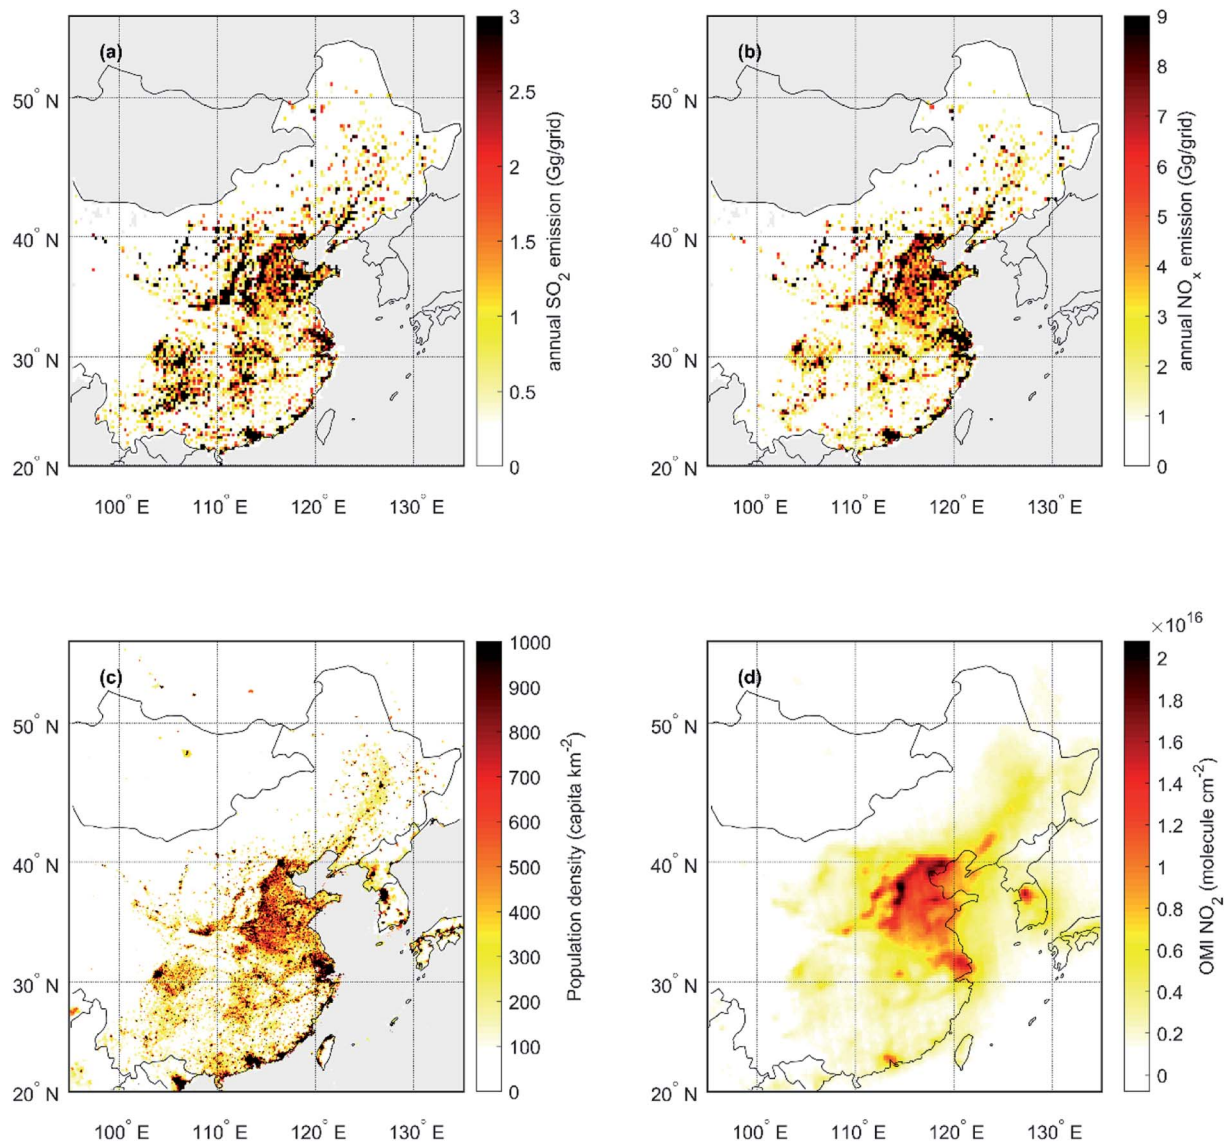 (a)
50° N
40° N
30° N
20° N
100° E 110° E 120° E 130° E
3
2.5
2
1.5
1
0.5
0
annual SO2 emission (Gg/grid)
(b)
50° N
40° N
30° N
20° N
100° E 110° E 120° E 130° E
9
8
7
6
5
4
3
2
1
0
annual NOx emission (Gg/grid)
(c)
50° N
40° N
30° N
20° N
100° E 110° E 120° E 130° E
1000
900
800
700
600
500
400
300
200
100
0
Population density (capita km-2)
(d)
50° N
40° N
30° N
20° N
100° E 110° E 120° E 130° E
×10^16
2
1.8
1.6
1.4
1.2
1
0.8
0.6
0.4
0.2
0
OMI NO2 (molecule cm-2)